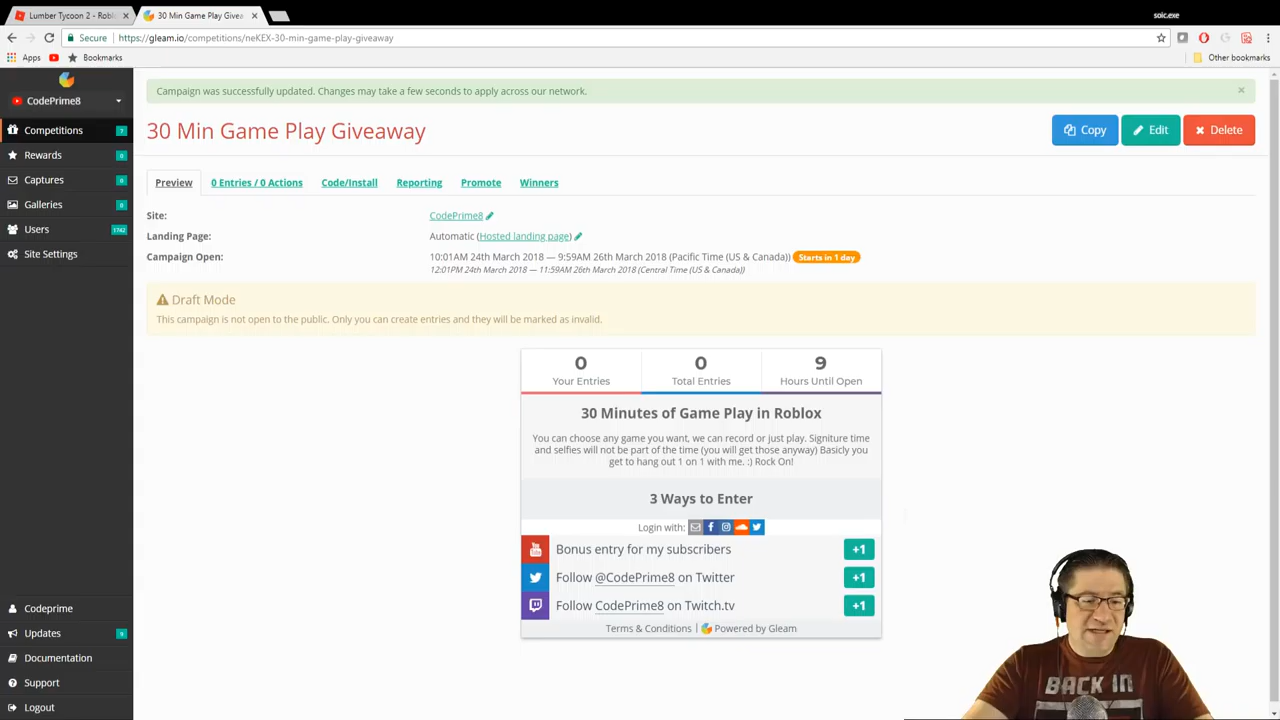 Lumber Tycoon 2 - Roblo
30 Min Game Play Givea
soic.exe
Secure
https://gleam.io/competitions/neKEX-30-min-game-play-giveaway
Apps
Bookmarks
Other bookmarks
CodePrime8
Competitions 7
Rewards 0
Captures 0
Galleries 0
Users 1742
Site Settings
Codeprime
Updates 9
Documentation
Support
Logout
Campaign was successfully updated. Changes may take a few seconds to apply across our network.
30 Min Game Play Giveaway
Copy
Edit
Delete
Preview
0 Entries / 0 Actions
Code/Install
Reporting
Promote
Winners
Site: CodePrime8
Landing Page: Automatic (Hosted landing page)
Campaign Open: 10:01AM 24th March 2018 — 9:59AM 26th March 2018 (Pacific Time (US & Canada)) Starts in 1 day
12:01PM 24th March 2018 — 11:59AM 26th March 2018 (Central Time (US & Canada))
Draft Mode
This campaign is not open to the public. Only you can create entries and they will be marked as invalid.
0 Your Entries
0 Total Entries
9 Hours Until Open
30 Minutes of Game Play in Roblox
You can choose any game you want, we can record or just play. Signiture time
and selfies will not be part of the time (you will get those anyway) Basicly you
get to hang out 1 on 1 with me. :) Rock On!
3 Ways to Enter
Login with:
Bonus entry for my subscribers +1
Follow @CodePrime8 on Twitter +1
Follow CodePrime8 on Twitch.tv +1
Terms & Conditions | Powered by Gleam
BACK IN